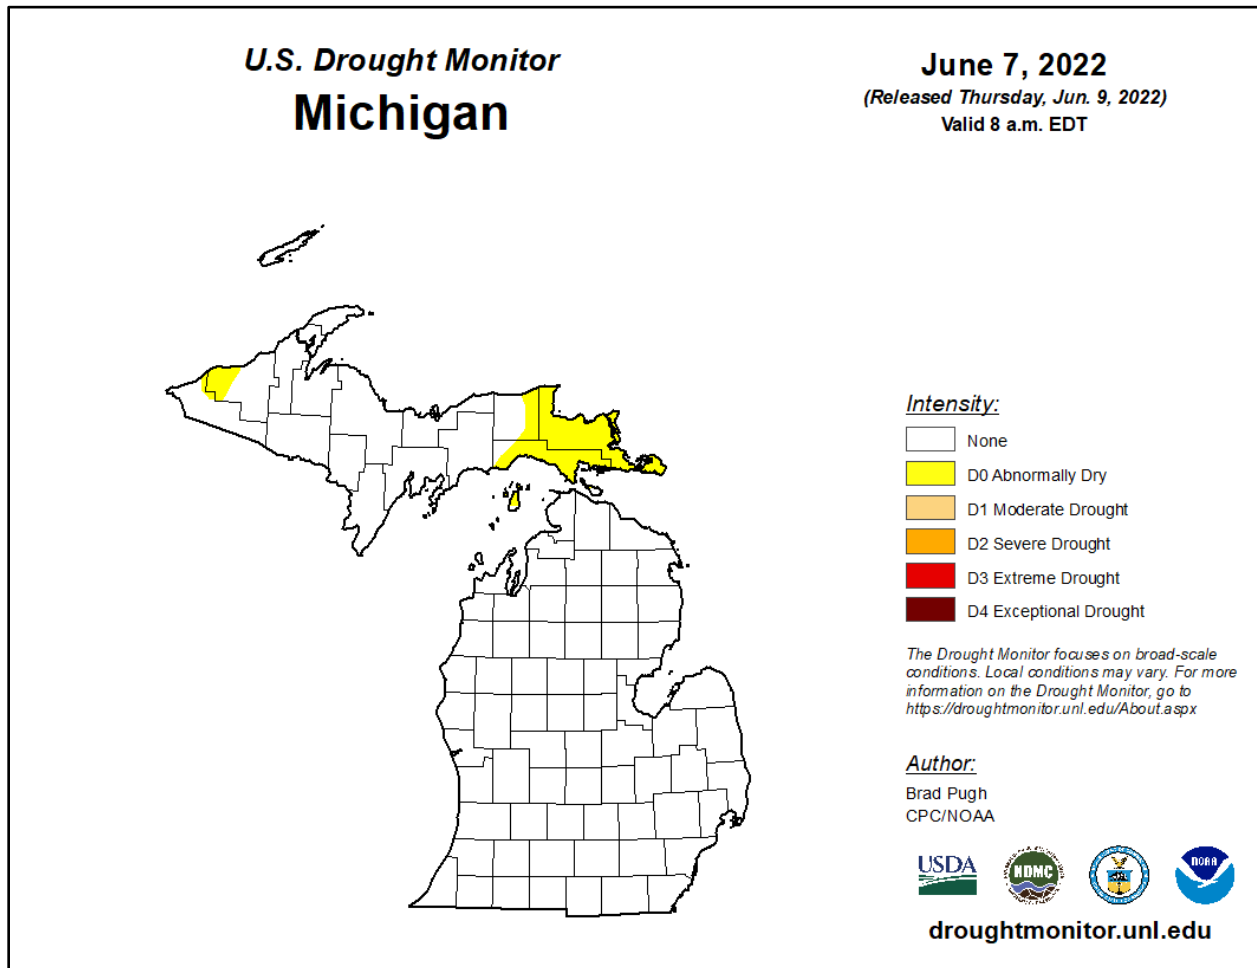 U.S. Drought Monitor
Michigan
June 7, 2022
(Released Thursday, Jun. 9, 2022)
Valid 8 a.m. EDT
Intensity:
None
D0 Abnormally Dry
D1 Moderate Drought
D2 Severe Drought
D3 Extreme Drought
D4 Exceptional Drought
The Drought Monitor focuses on broad-scale
conditions. Local conditions may vary. For more
information on the Drought Monitor, go to
https://droughtmonitor.unl.edu/About.aspx
Author:
Brad Pugh
CPC/NOAA
USDA
NDMC
NOAA
droughtmonitor.unl.edu